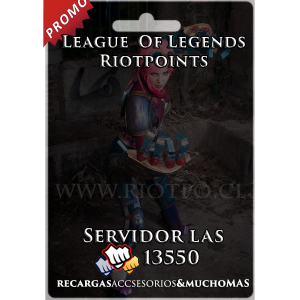 PROMO
LEAGUE OF LEGENDS
RIOTPOINTS
WWW.RIOTPO.CL
SERVIDOR LAS
13550
RECARGASACCSESORIOS&MUCHOMAS